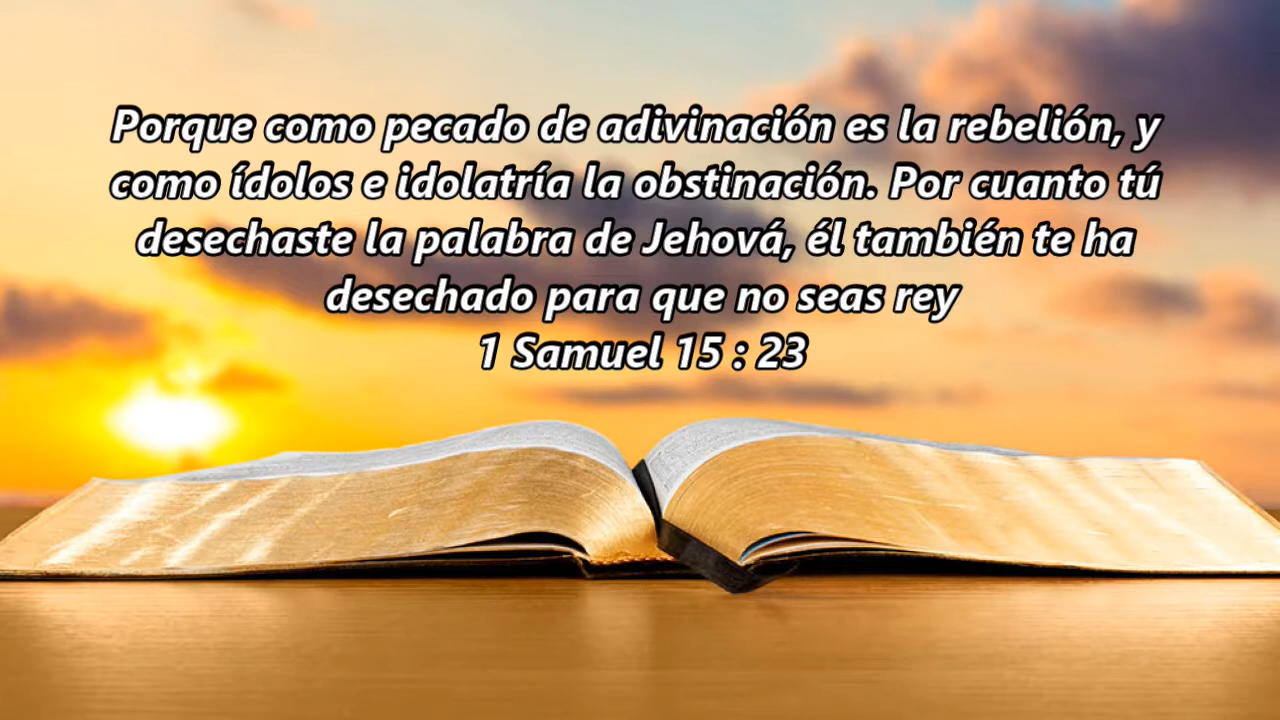 Porque como pecado de adivinación es la rebelión, y
como ídolos e idolatría la obstinación. Por cuanto tú
desechaste la palabra de Jehová, él también te ha
desechado para que no seas rey
1 Samuel 15 : 23